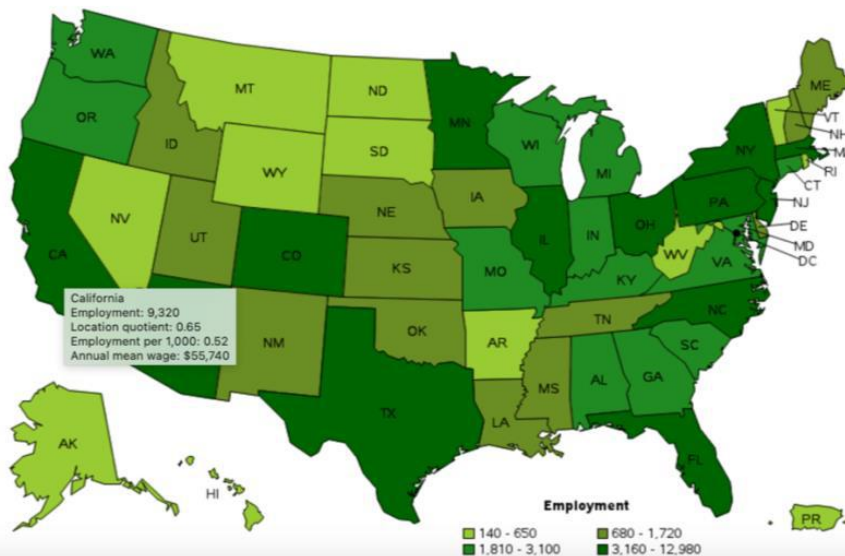 WA
MT
ND
MN
ME
VT
NH
M
RI
CT
NJ
DE
MD
DC
OR
ID
WY
SD
WI
MI
NY
PA
NV
UT
CO
NE
IA
IL
IN
OH
WV
VA
CA
KS
MO
KY
NC
TN
SC
California
Employment: 9,320
Location quotient: 0.65
Employment per 1,000: 0.52
Annual mean wage: $55,740
NM
OK
AR
TX
LA
MS
AL
GA
FL
AK
HI
PR
Employment
140 - 650
680 - 1,720
1,810 - 3,100
3,160 - 12,980